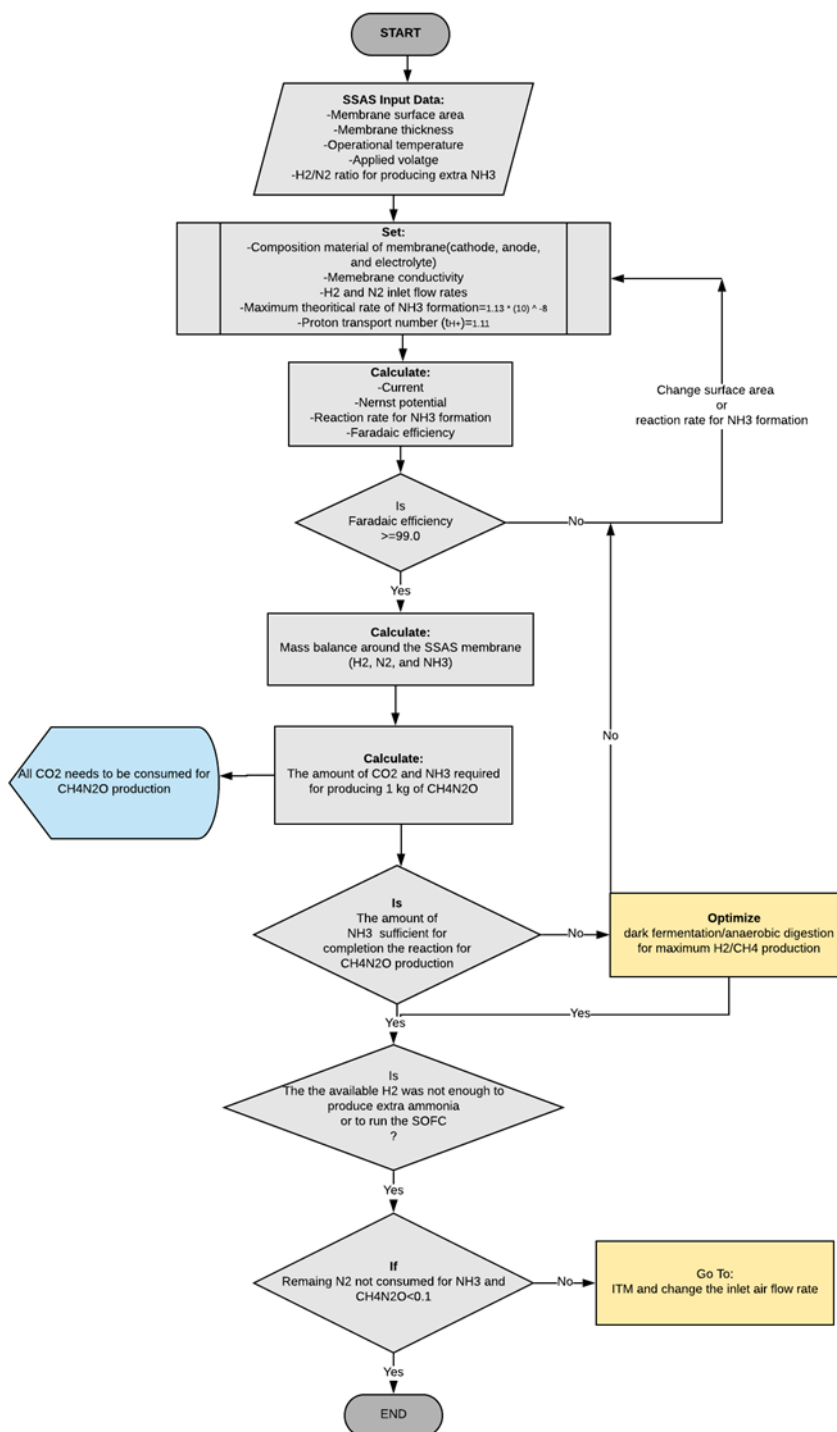 START
SSAS Input Data:
-Membrane surface area
-Membrane thickness
-Operational temperature
-Applied volatge
-H2/N2 ratio for producing extra NH3
Set:
-Composition material of membrane(cathode, anode,
and electrolyte)
-Memebrane conductivity
-H2 and N2 inlet flow rates
-Maximum theoritical rate of NH3 formation=1.13 * (10) ^ -8
-Proton transport number (tH+)=1.11
Calculate:
-Current
-Nernst potential
-Reaction rate for NH3 formation
-Faradaic efficiency
Change surface area
or
reaction rate for NH3 formation
Is
Faradaic efficiency
>=99.0
No
Yes
Calculate:
Mass balance around the SSAS membrane
(H2, N2, and NH3)
No
Calculate:
The amount of CO2 and NH3 required
for producing 1 kg of CH4N2O
All CO2 needs to be consumed for
CH4N2O production
Is
The amount of
NH3 sufficient for
completion the reaction for
CH4N2O production
No
Optimize
dark fermentation/anaerobic digestion
for maximum H2/CH4 production
Yes
Yes
Is
The the available H2 was not enough to
produce extra ammonia
or to run the SOFC
?
Yes
If
Remaing N2 not consumed for NH3 and
CH4N2O<0.1
No
Go To:
ITM and change the inlet air flow rate
Yes
END